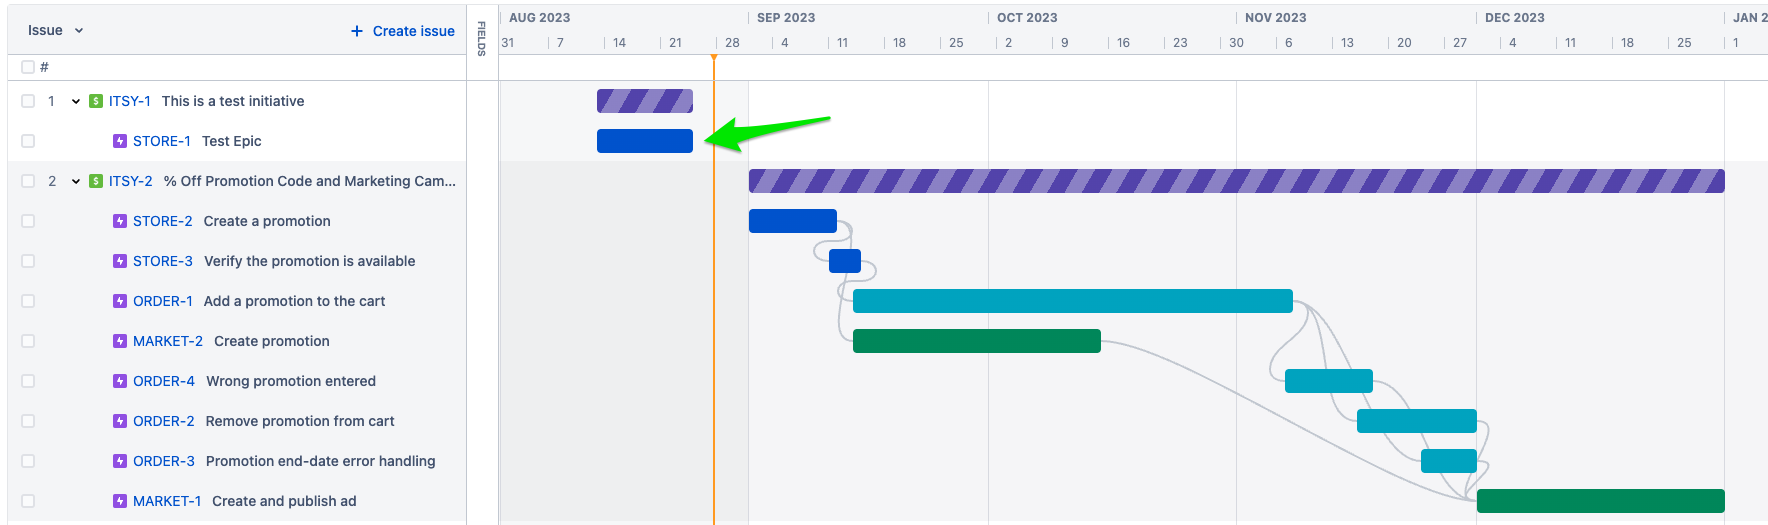 Issue + Create issue FIELDS AUG 2023 SEP 2023 OCT 2023 NOV 2023 DEC 2023 JAN 2
31 7 14 21 28 4 11 18 25 2 9 16 23 30 6 13 20 27 4 11 18 25 1
#
1 ITSY-1 This is a test initiative
STORE-1 Test Epic
2 ITSY-2 % Off Promotion Code and Marketing Cam...
STORE-2 Create a promotion
STORE-3 Verify the promotion is available
ORDER-1 Add a promotion to the cart
MARKET-2 Create promotion
ORDER-4 Wrong promotion entered
ORDER-2 Remove promotion from cart
ORDER-3 Promotion end-date error handling
MARKET-1 Create and publish ad